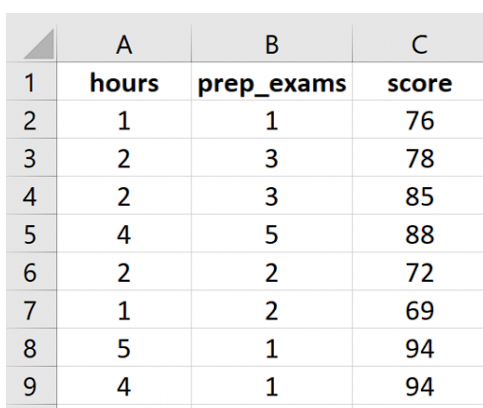 A B C
1 hours prep_exams score
2 1 1 76
3 2 3 78
4 2 3 85
5 4 5 88
6 2 2 72
7 1 2 69
8 5 1 94
9 4 1 94